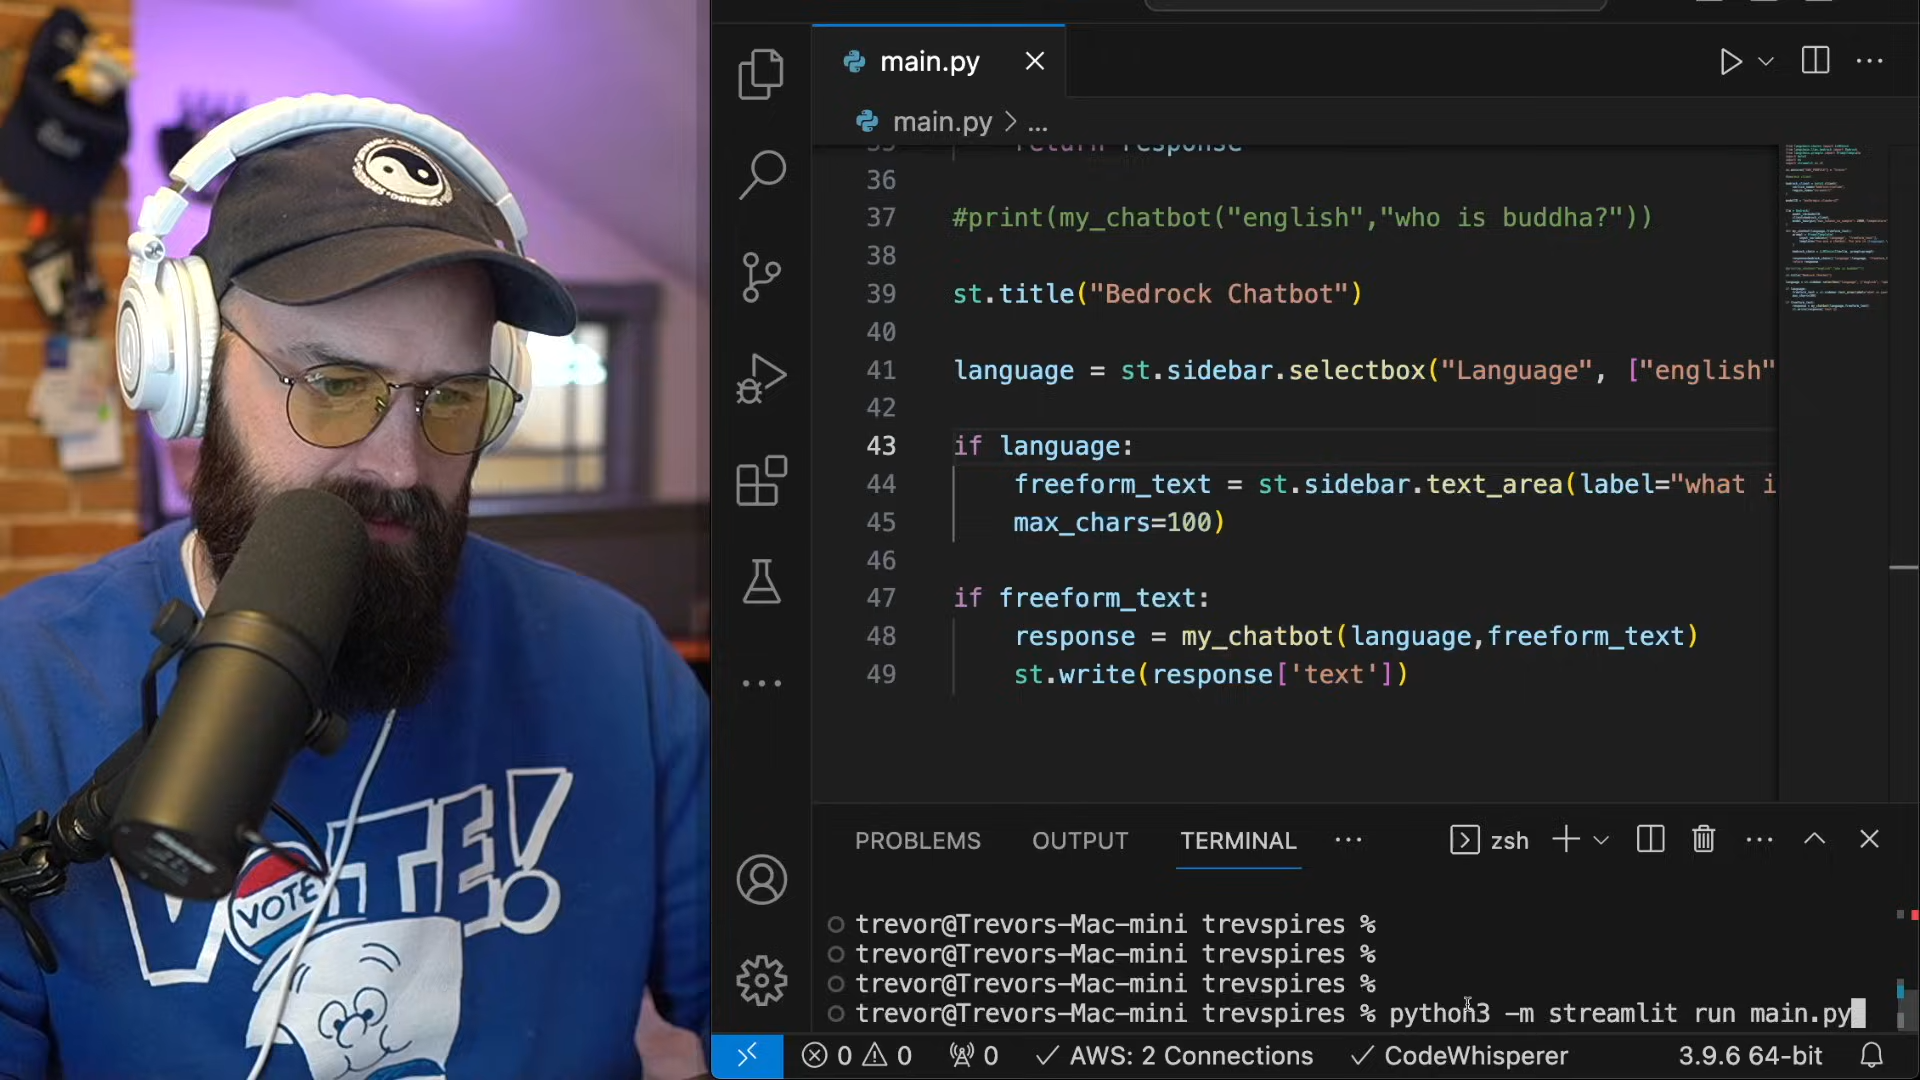 main.py
main.py > ...
35 return response
36
37 #print(my_chatbot("english","who is buddha?"))
38
39 st.title("Bedrock Chatbot")
40
41 language = st.sidebar.selectbox("Language", ["english"
42
43 if language:
44 freeform_text = st.sidebar.text_area(label="what i
45 max_chars=100)
46
47 if freeform_text:
48 response = my_chatbot(language,freeform_text)
49 st.write(response['text'])
PROBLEMS OUTPUT TERMINAL ... zsh
trevor@Trevors-Mac-mini trevspires %
trevor@Trevors-Mac-mini trevspires %
trevor@Trevors-Mac-mini trevspires %
trevor@Trevors-Mac-mini trevspires % python3 -m streamlit run main.py
0 0 0 AWS: 2 Connections CodeWhisperer 3.9.6 64-bit
VOTE!
VOTE